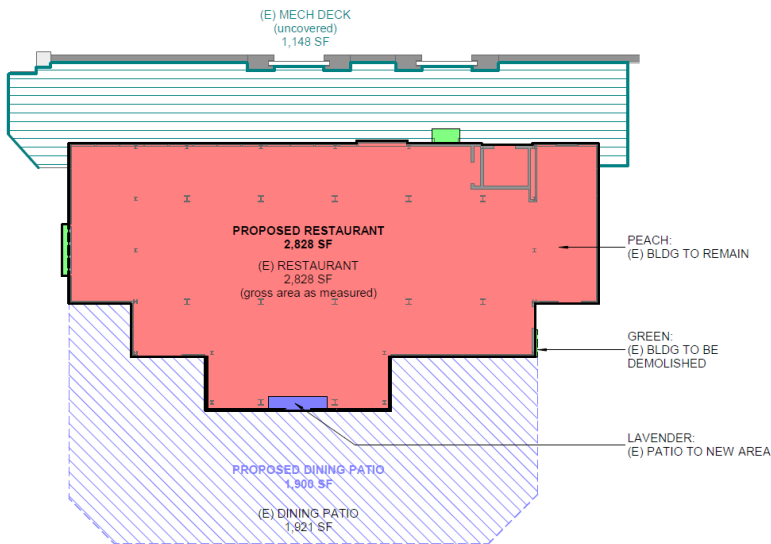 (E) MECH DECK
(uncovered)
1,148 SF
PROPOSED RESTAURANT
2,828 SF
(E) RESTAURANT
2,828 SF
(gross area as measured)
PEACH:
(E) BLDG TO REMAIN
GREEN:
(E) BLDG TO BE
DEMOLISHED
LAVENDER:
(E) PATIO TO NEW AREA
PROPOSED DINING PATIO
1,900 SF
(E) DINING PATIO
1,921 SF